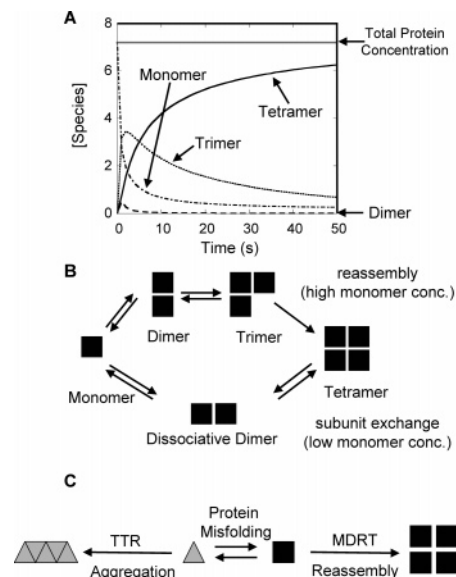 A
8
6
4
2
0
[Species]
Total Protein
Concentration
Monomer
Tetramer
Trimer
Dimer
0 10 20 30 40 50
Time (s)
B
reassembly
(high monomer conc.)
Dimer
Trimer
Monomer
Tetramer
Dissociative Dimer
subunit exchange
(low monomer conc.)
C
Protein
Misfolding
TTR
MDRT
Aggregation
Reassembly